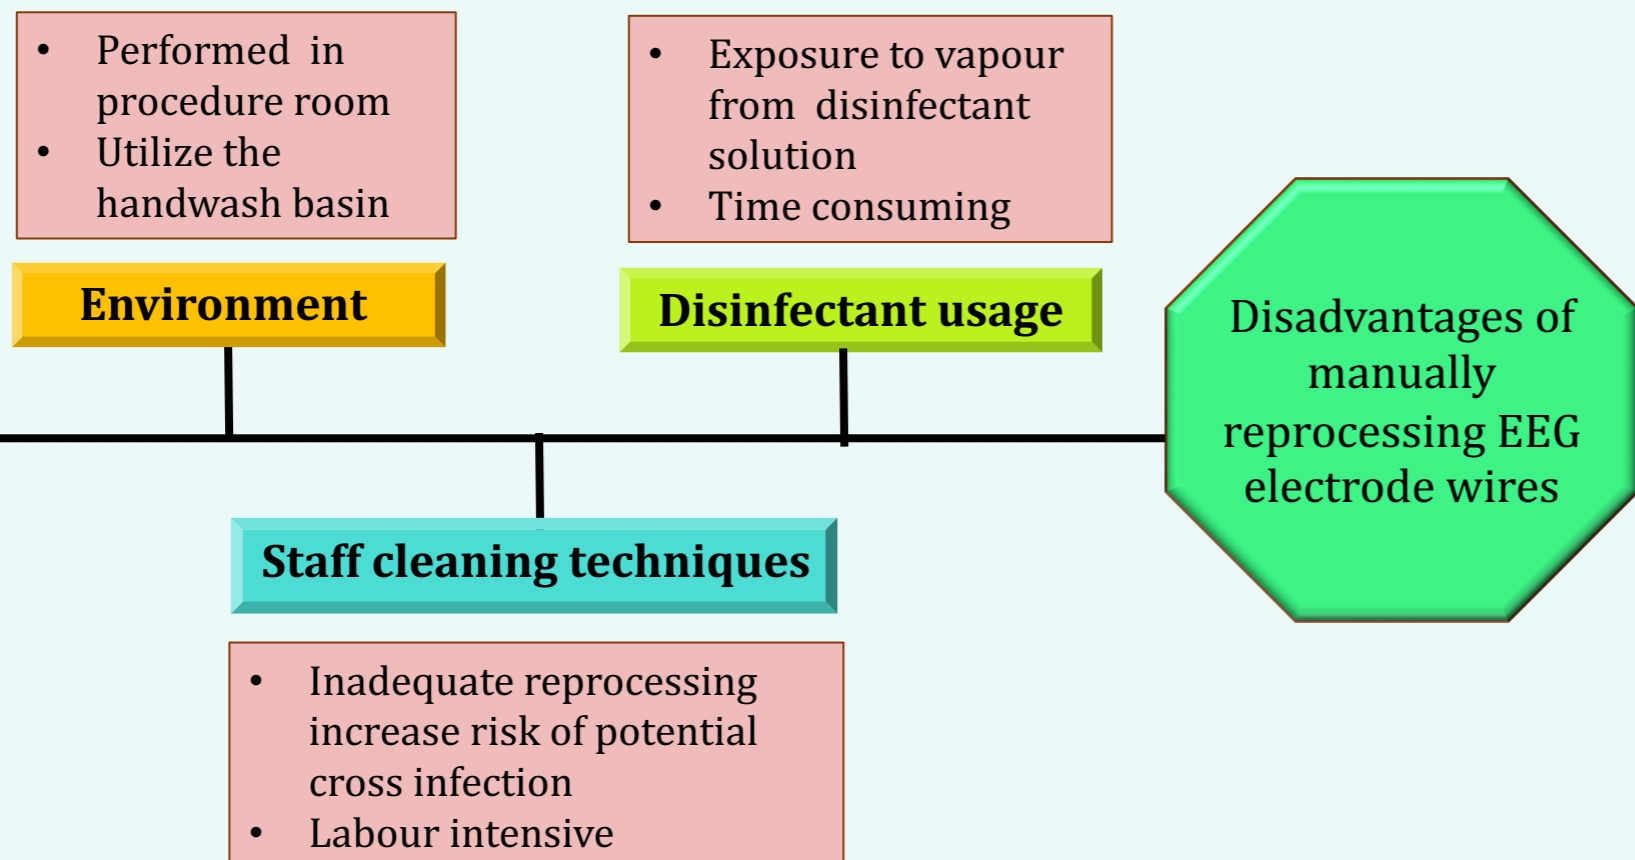 • Performed in
procedure room
• Utilize the
handwash basin
Environment
• Exposure to vapour
from disinfectant
solution
• Time consuming
Disinfectant usage
Staff cleaning techniques
• Inadequate reprocessing
increase risk of potential
cross infection
• Labour intensive
Disadvantages of
manually
reprocessing EEG
electrode wires